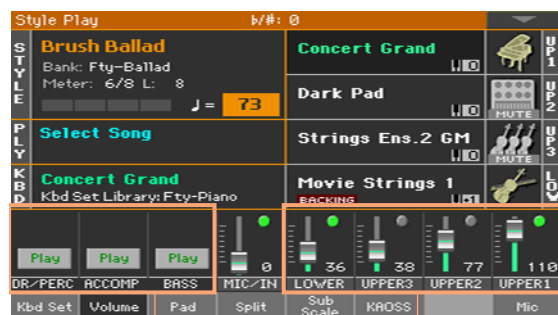 Style Play b/#: 0
STYLE
Brush Ballad
Bank: Fty-Ballad
Meter: 6/8 L: 8
♩ = 73
Concert Grand
UP1
Dark Pad
MUTE
UP2
PLY
Select Song
Strings Ens.2 GM
MUTE
UP3
KBD
Concert Grand
Kbd Set Library: Fty-Piano
Movie Strings 1
BACKING
LOW
Play Play Play 0 36 38 77 110
DR/PERC ACCOMP BASS MIC/IN LOWER UPPER3 UPPER2 UPPER1
Kbd Set Volume Pad Split Sub Scale KAOSS Mic